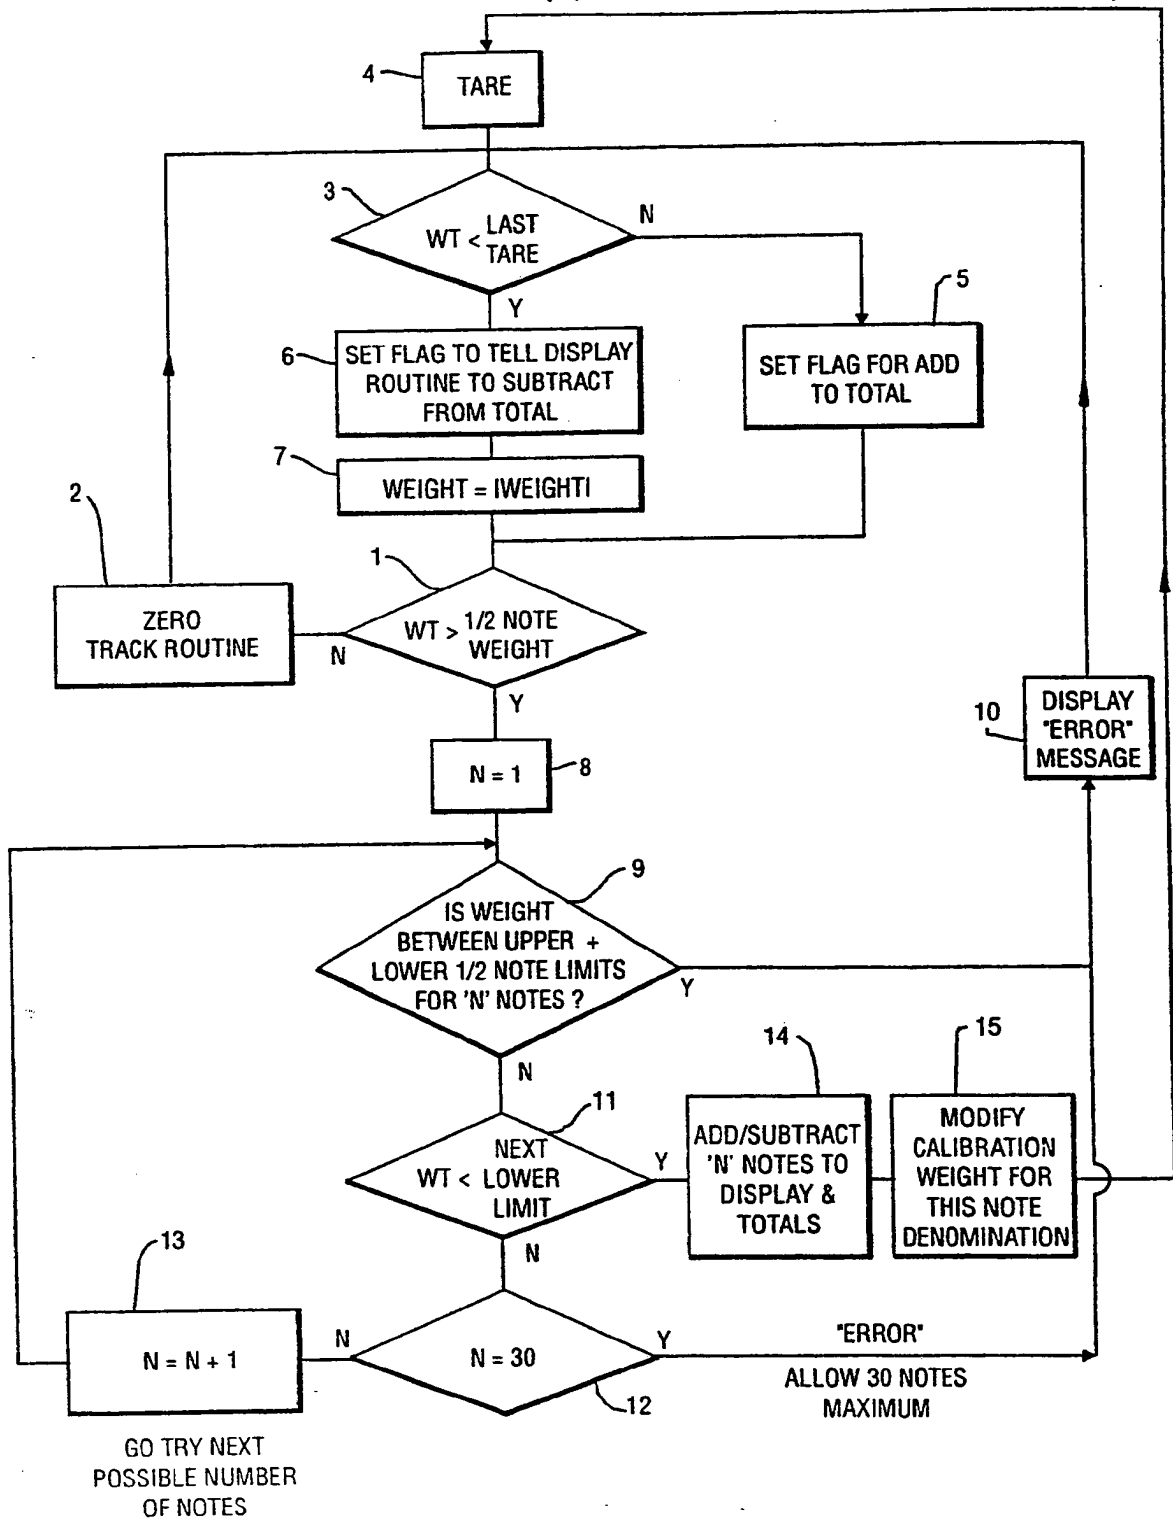 4
TARE
3
WT < LAST
TARE
N
Y
5
6
SET FLAG TO TELL DISPLAY
ROUTINE TO SUBTRACT
FROM TOTAL
SET FLAG FOR ADD
TO TOTAL
7
WEIGHT = IWEIGHTI
2
1
ZERO
TRACK ROUTINE
WT > 1/2 NOTE
WEIGHT
N
Y
10
DISPLAY
"ERROR"
MESSAGE
N = 1
8
9
IS WEIGHT
BETWEEN UPPER +
LOWER 1/2 NOTE LIMITS
FOR 'N' NOTES ?
Y
N
14
15
11
NEXT
WT < LOWER
LIMIT
Y
N
ADD/SUBTRACT
'N' NOTES TO
DISPLAY &
TOTALS
MODIFY
CALIBRATION
WEIGHT FOR
THIS NOTE
DENOMINATION
13
N = N + 1
N
N = 30
Y
12
"ERROR"
ALLOW 30 NOTES
MAXIMUM
GO TRY NEXT
POSSIBLE NUMBER
OF NOTES